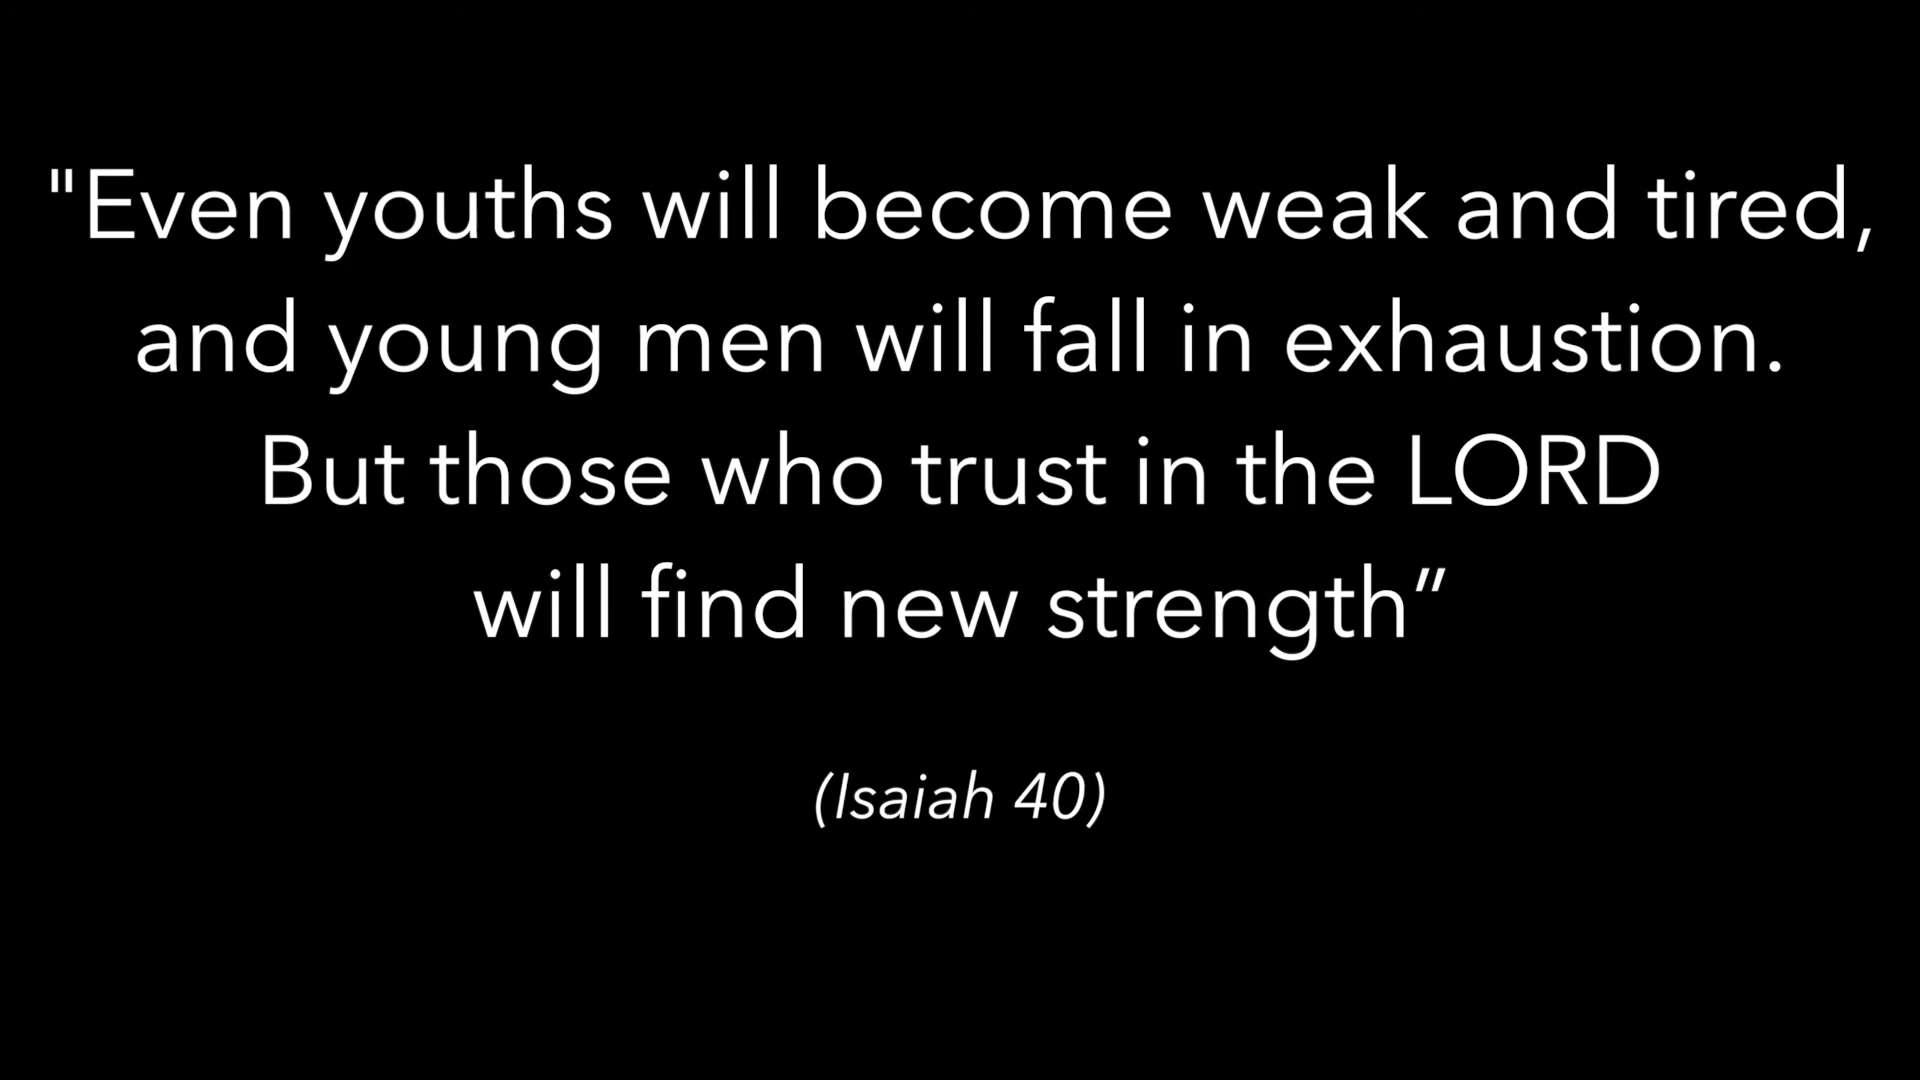 "Even youths will become weak and tired,
and young men will fall in exhaustion.
But those who trust in the LORD
will find new strength”
(Isaiah 40)